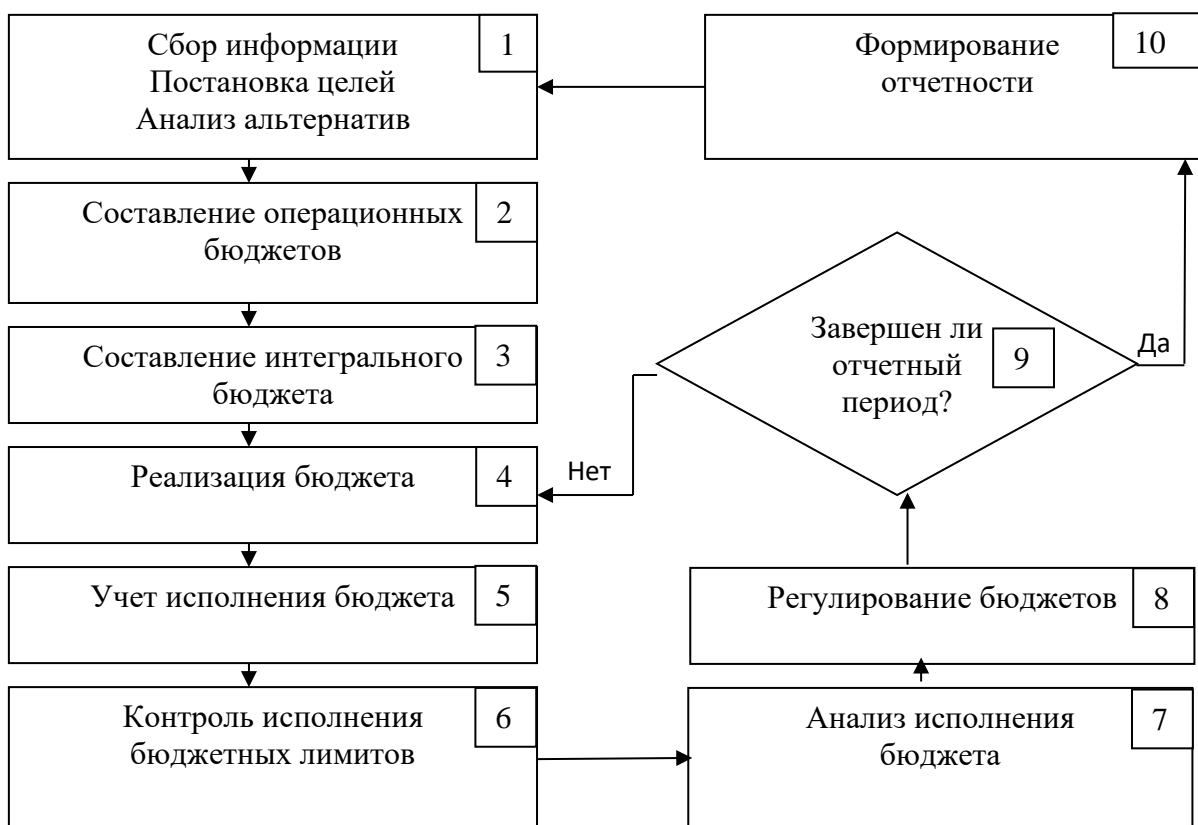 Сбор информации
Постановка целей
Анализ альтернатив
1
Составление операционных
бюджетов
2
Составление интегрального
бюджета
3
Реализация бюджета
4
Учет исполнения бюджета
5
Контроль исполнения
бюджетных лимитов
6
Анализ исполнения
бюджета
7
Регулирование бюджетов
8
Завершен ли
отчетный
период?
9
Нет
Да
Формирование
отчетности
10